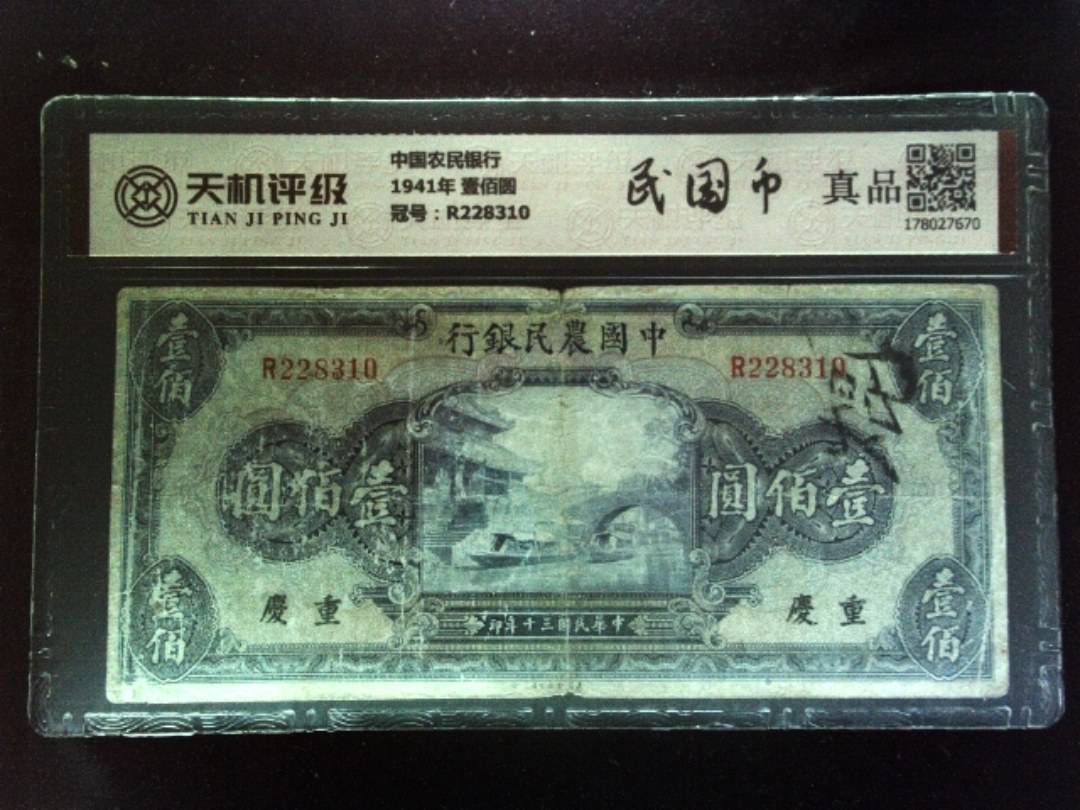 天机评级
TIAN JI PING JI
中国农民银行
1941年 壹佰圆
冠号：R228310
民国币
真品
178027670
行銀民農國中
R228310
R228310
壹佰
壹佰
圓佰壹
圓佰壹
慶重
慶重
印年十三國民華中
壹佰
壹佰